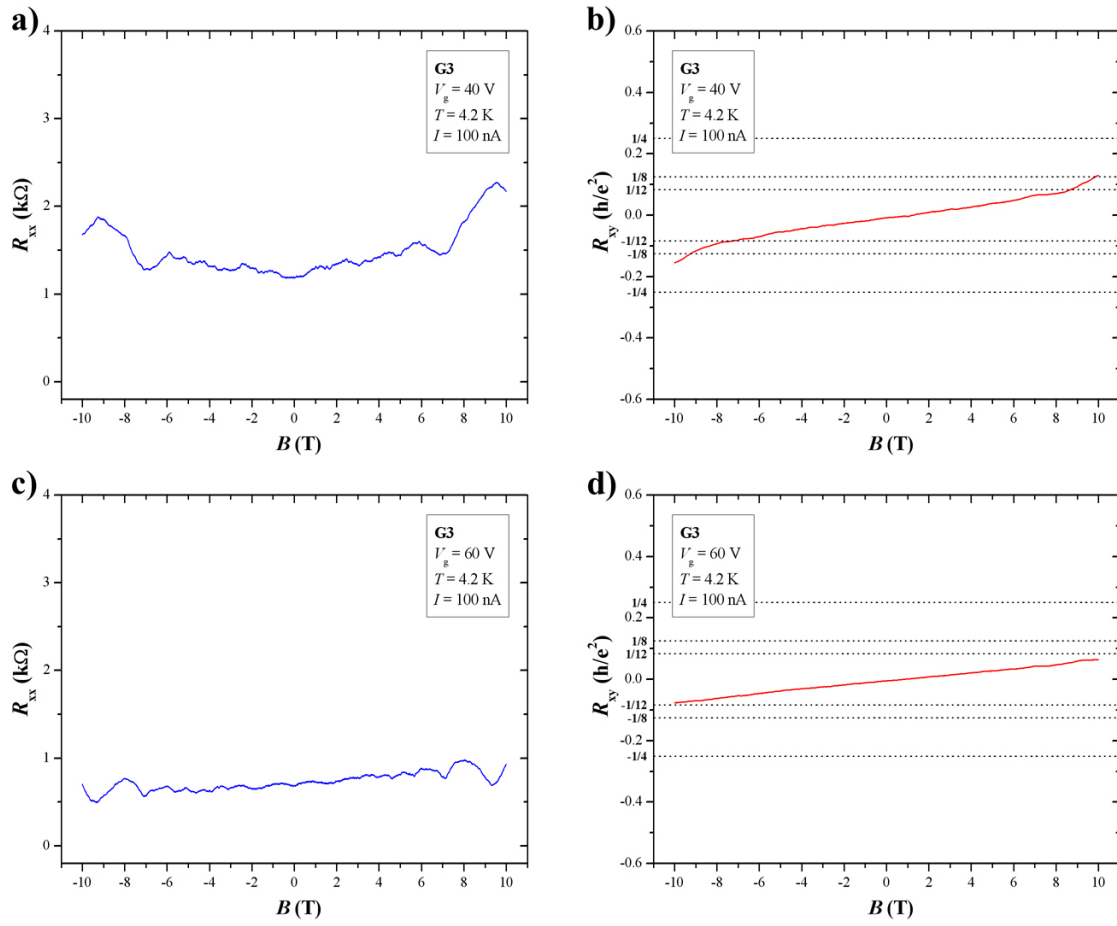 a)
4
3
2
1
0
R_xx (kΩ)
G3
V_g = 40 V
T = 4.2 K
I = 100 nA
-10 -8 -6 -4 -2 0 2 4 6 8 10
B (T)
b)
0.6
0.4
1/4
0.2
1/8
1/12
0.0
-1/12
-1/8
-0.2
-1/4
-0.4
-0.6
R_xy (h/e²)
G3
V_g = 40 V
T = 4.2 K
I = 100 nA
-10 -8 -6 -4 -2 0 2 4 6 8 10
B (T)
c)
4
3
2
1
0
R_xx (kΩ)
G3
V_g = 60 V
T = 4.2 K
I = 100 nA
-10 -8 -6 -4 -2 0 2 4 6 8 10
B (T)
d)
0.6
0.4
1/4
0.2
1/8
1/12
0.0
-1/12
-1/8
-0.2
-1/4
-0.4
-0.6
R_xy (h/e²)
G3
V_g = 60 V
T = 4.2 K
I = 100 nA
-10 -8 -6 -4 -2 0 2 4 6 8 10
B (T)